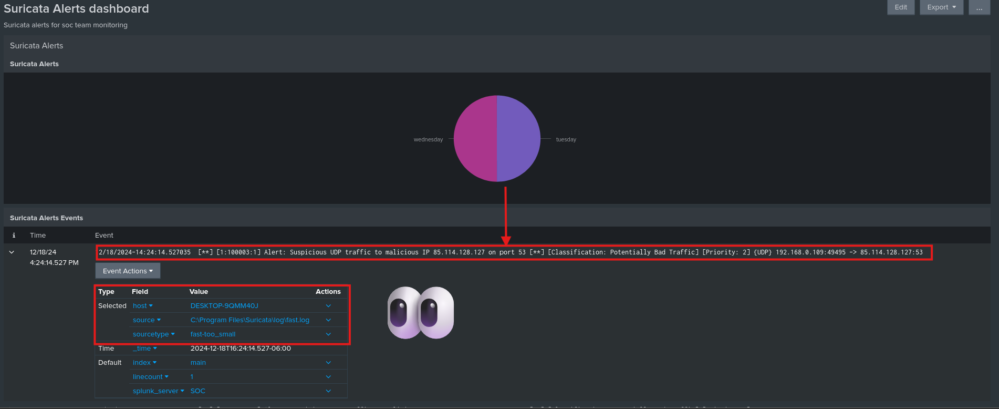 Suricata Alerts dashboard
Edit Export ...
Suricata alerts for soc team monitoring
Suricata Alerts
Suricata Alerts
wednesday tuesday
Suricata Alerts Events
i Time Event
12/18/24 2/18/2024-14:24:14.527035 [**] [1:100003:1] Alert: Suspicious UDP traffic to malicious IP 85.114.128.127 on port 53 [**] [Classification: Potentially Bad Traffic] [Priority: 2] {UDP} 192.168.0.109:49495 -> 85.114.128.127:53
4:24:14.527 PM
Event Actions
Type Field Value Actions
Selected host DESKTOP-9QMM40J
source C:\Program Files\Suricata\log\fast.log
sourcetype fast-too_small
Time _time 2024-12-18T16:24:14.527-06:00
Default index main
linecount 1
splunk_server SOC